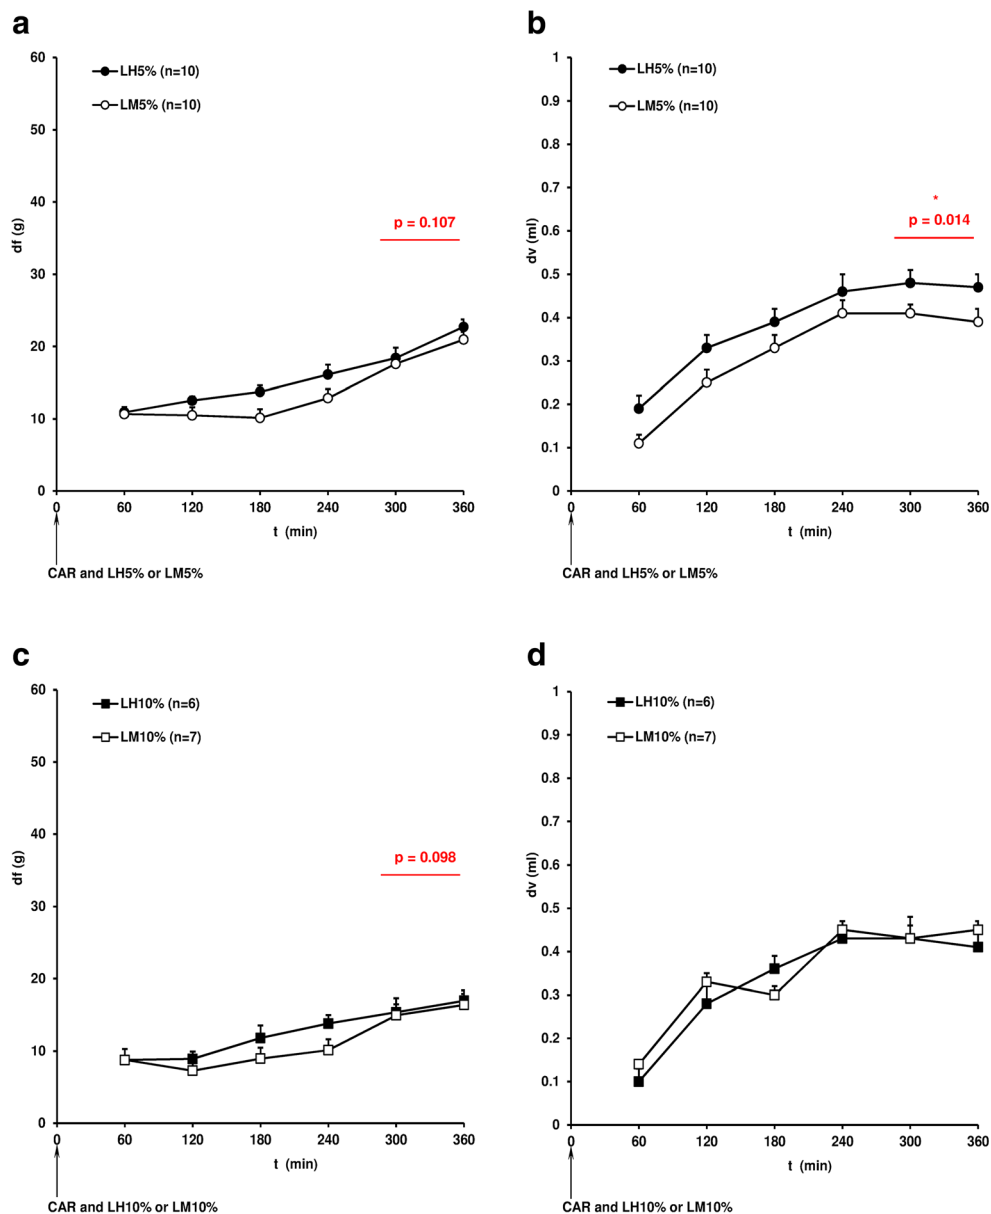 a
60
50
40
30
20
10
0
df (g)
LH5% (n=10)
LM5% (n=10)
p = 0.107
0 60 120 180 240 300 360
t (min)
CAR and LH5% or LM5%
b
1
0.9
0.8
0.7
0.6
0.5
0.4
0.3
0.2
0.1
0
dv (ml)
LH5% (n=10)
LM5% (n=10)
*
p = 0.014
0 60 120 180 240 300 360
t (min)
CAR and LH5% or LM5%
c
60
50
40
30
20
10
0
df (g)
LH10% (n=6)
LM10% (n=7)
p = 0.098
0 60 120 180 240 300 360
t (min)
CAR and LH10% or LM10%
d
1
0.9
0.8
0.7
0.6
0.5
0.4
0.3
0.2
0.1
0
dv (ml)
LH10% (n=6)
LM10% (n=7)
0 60 120 180 240 300 360
t (min)
CAR and LH10% or LM10%